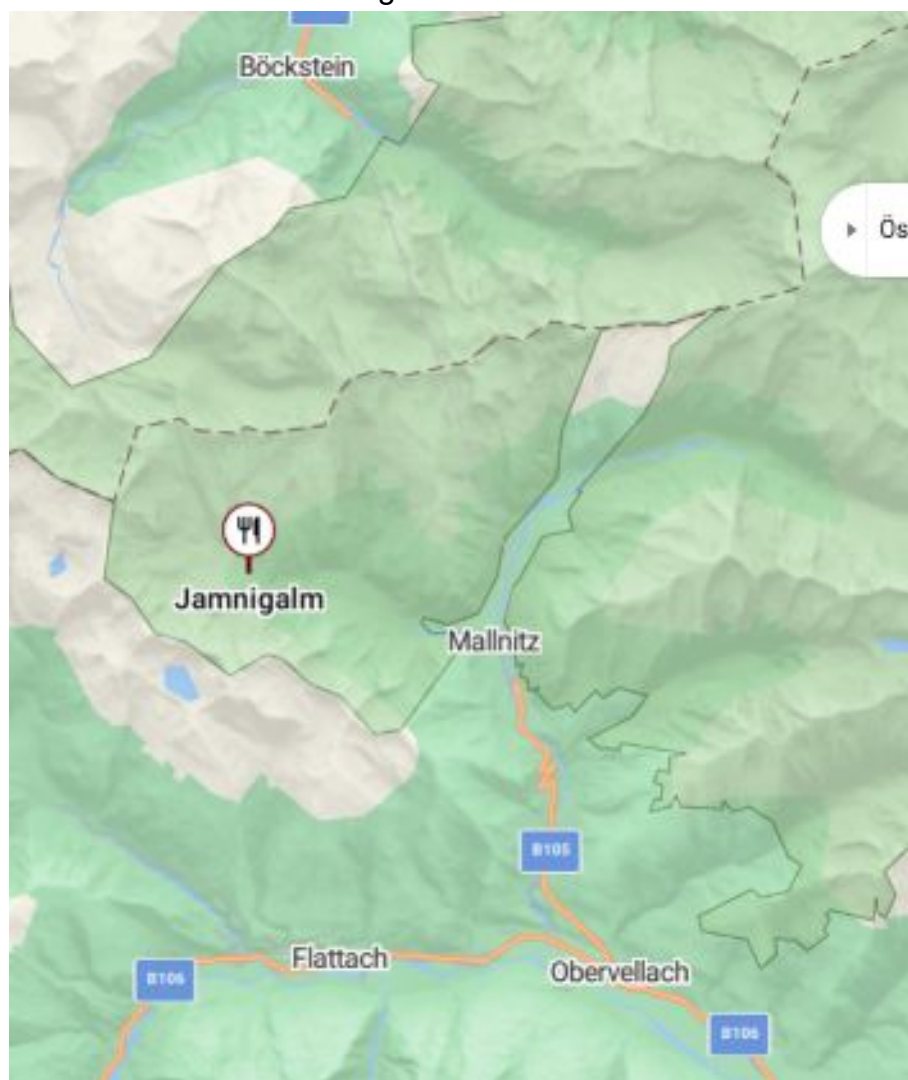 Böckstein
Ös
Jamnigalm
Mallnitz
B105
Flattach
B106
Obervellach
B106